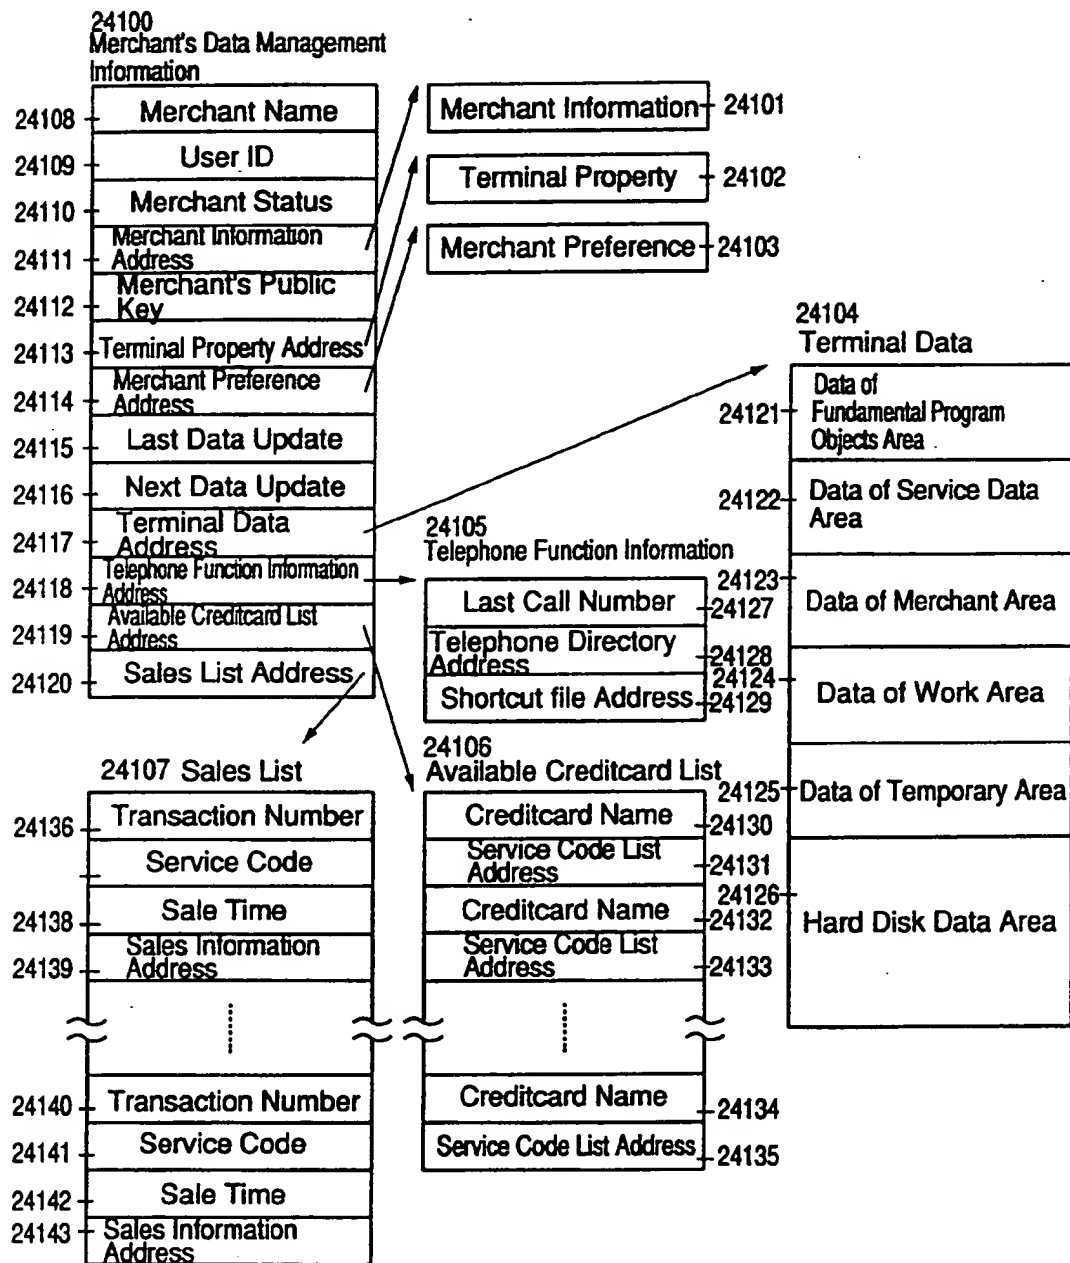 24100
Merchant's Data Management
Information
24108
Merchant Name
24109
User ID
24110
Merchant Status
24111
Merchant Information
Address
24112
Merchant's Public
Key
24113
Terminal Property Address
24114
Merchant Preference
Address
24115
Last Data Update
24116
Next Data Update
24117
Terminal Data
Address
24118
Telephone Function Information
Address
24119
Available Creditcard List
Address
24120
Sales List Address
Merchant Information
24101
Terminal Property
24102
Merchant Preference
24103
24104
Terminal Data
24121
Data of
Fundamental Program
Objects Area
24122
Data of Service Data
Area
24123
Data of Merchant Area
24124
Data of Work Area
24125
Data of Temporary Area
24126
Hard Disk Data Area
24105
Telephone Function Information
Last Call Number
24127
Telephone Directory
Address
24128
Shortcut file Address
24129
24107 Sales List
24136
Transaction Number
Service Code
24138
Sale Time
24139
Sales Information
Address
24140
Transaction Number
24141
Service Code
24142
Sale Time
24143
Sales Information
Address
24106
Available Creditcard List
Creditcard Name
24130
Service Code List
Address
24131
Creditcard Name
24132
Service Code List
Address
24133
Creditcard Name
24134
Service Code List Address
24135